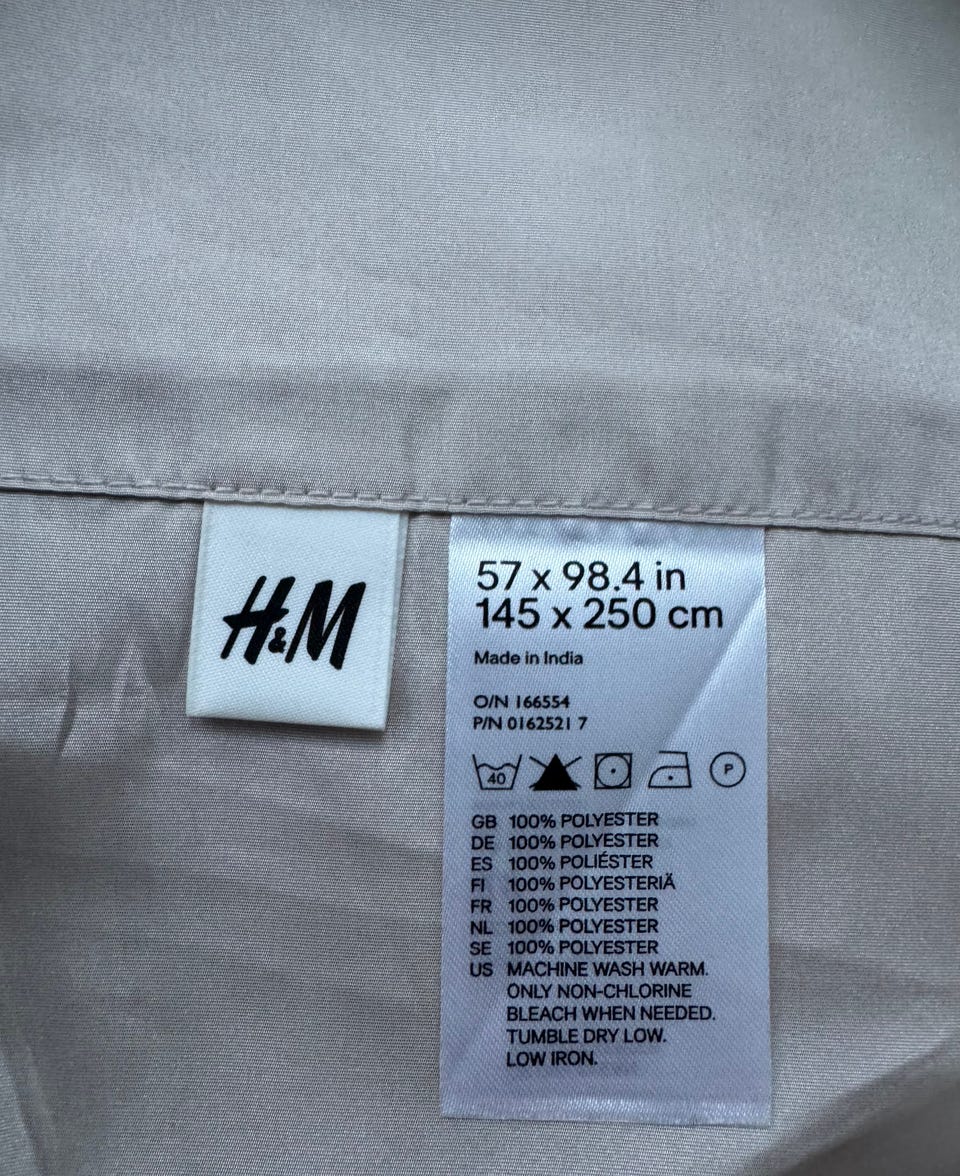 H&M
57 x 98.4 in
145 x 250 cm
Made in India
O/N 166554
P/N 0162521 7
40 P
GB 100% POLYESTER
DE 100% POLYESTER
ES 100% POLIÉSTER
FI 100% POLYESTERIÄ
FR 100% POLYESTER
NL 100% POLYESTER
SE 100% POLYESTER
US MACHINE WASH WARM.
ONLY NON-CHLORINE
BLEACH WHEN NEEDED.
TUMBLE DRY LOW.
LOW IRON.